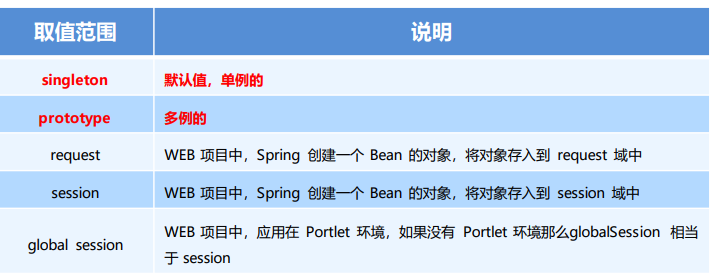 取值范围 说明
singleton 默认值，单例的
prototype 多例的
request WEB 项目中，Spring 创建一个 Bean 的对象，将对象存入到 request 域中
session WEB 项目中，Spring 创建一个 Bean 的对象，将对象存入到 session 域中
global session WEB 项目中，应用在 Portlet 环境，如果没有 Portlet 环境那么globalSession 相当
于 session